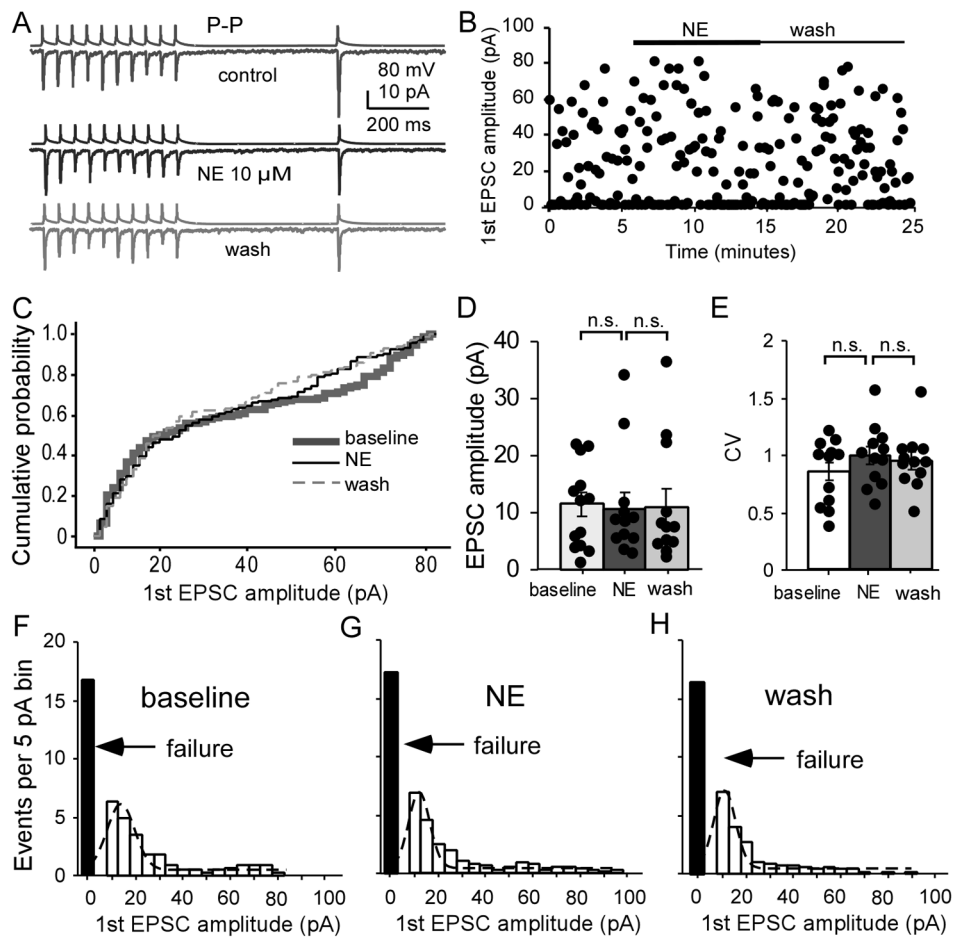 A
P-P
control
80 mV
10 pA
200 ms
NE 10 µM
wash
B
NE
wash
1st EPSC amplitude (pA)
100
80
60
40
20
0
0
5
10
15
20
25
Time (minutes)
C
Cumulative probability
1.0
0.8
0.6
0.4
0.2
0
baseline
NE
wash
0
20
40
60
80
1st EPSC amplitude (pA)
D
n.s.
n.s.
EPSC amplitude (pA)
40
30
20
10
0
baseline
NE
wash
E
n.s.
n.s.
CV
2
1.5
1
0.5
0
baseline
NE
wash
F
Events per 5 pA bin
20
15
10
5
0
baseline
failure
0
20
40
60
80
100
1st EPSC amplitude (pA)
G
NE
failure
0
20
40
60
80
100
1st EPSC amplitude (pA)
H
wash
failure
0
20
40
60
80
100
1st EPSC amplitude (pA)